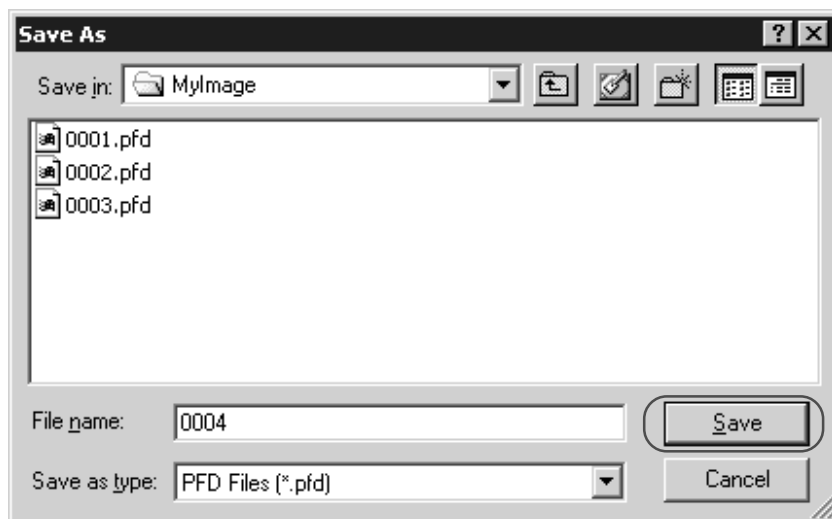 Save As
Save in: MyImage
0001.pfd
0002.pfd
0003.pfd
File name: 0004 Save
Save as type: PFD Files (*.pfd) Cancel